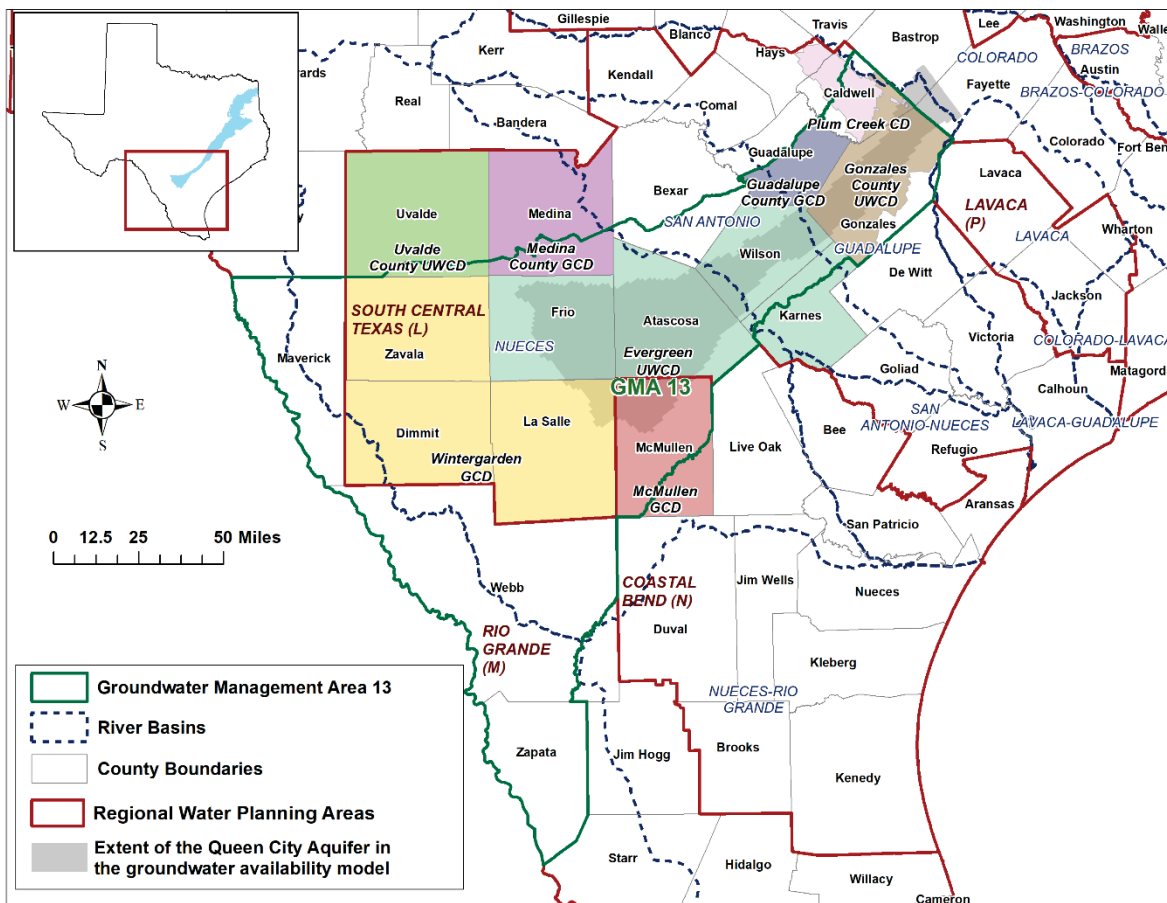 Gillespie
Blanco
Travis
Lee
Washington
Bastrop
Hays
Kerr
COLORADO
BRAZOS
Austin
Kendall
Fayette
BRAZOS-COLORADO
Caldwell
Real
Comal
Plum Creek CD
Bandera
Colorado
Fort Ben
Guadalupe
Gonzales
County
UWCD
Lavaca
Bexar
Guadalupe
County GCD
LAVACA
(P)
Uvalde
Medina
SAN ANTONIO
Gonzales
Wharton
LAVACA
Uvalde
County UWCD
Medina
County GCD
Wilson
GUADALUPE
De Witt
Jackson
SOUTH CENTRAL
TEXAS (L)
Frio
Atascosa
Karnes
Victoria
COLORADO-LAVACA
NUECES
Maverick
Zavala
Evergreen
UWCD
Goliad
Calhoun
Matagord
GMA 13
N
W
E
S
SAN
ANTONIO-NUECES
LAVACA-GUADALUPE
Dimmit
La Salle
McMullen
Live Oak
Bee
Refugio
Wintergarden
GCD
McMullen
GCD
Aransas
San Patricio
0 12.5 25 50 Miles
Webb
COASTAL
BEND (N)
Jim Wells
Nueces
RIO
GRANDE
(M)
Duval
Kleberg
NUECES-RIO
GRANDE
Zapata
Jim Hogg
Brooks
Kenedy
Starr
Hidalgo
Willacy
Cameron
Groundwater Management Area 13
River Basins
County Boundaries
Regional Water Planning Areas
Extent of the Queen City Aquifer in
the groundwater availability model